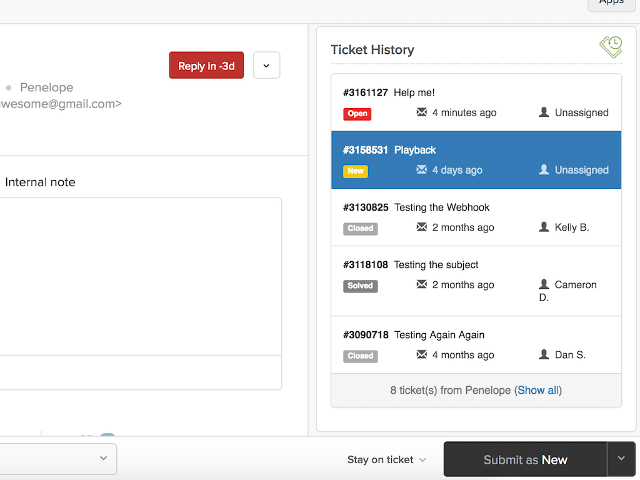 Apps
Reply in -3d
Penelope
wesome@gmail.com>
Internal note
Ticket History
#3161127 Help me!
Open 4 minutes ago Unassigned
#3158531 Playback
New 4 days ago Unassigned
#3130825 Testing the Webhook
Closed 2 months ago Kelly B.
#3118108 Testing the subject
Solved 2 months ago Cameron
D.
#3090718 Testing Again Again
Closed 4 months ago Dan S.
8 ticket(s) from Penelope (Show all)
Stay on ticket
Submit as New